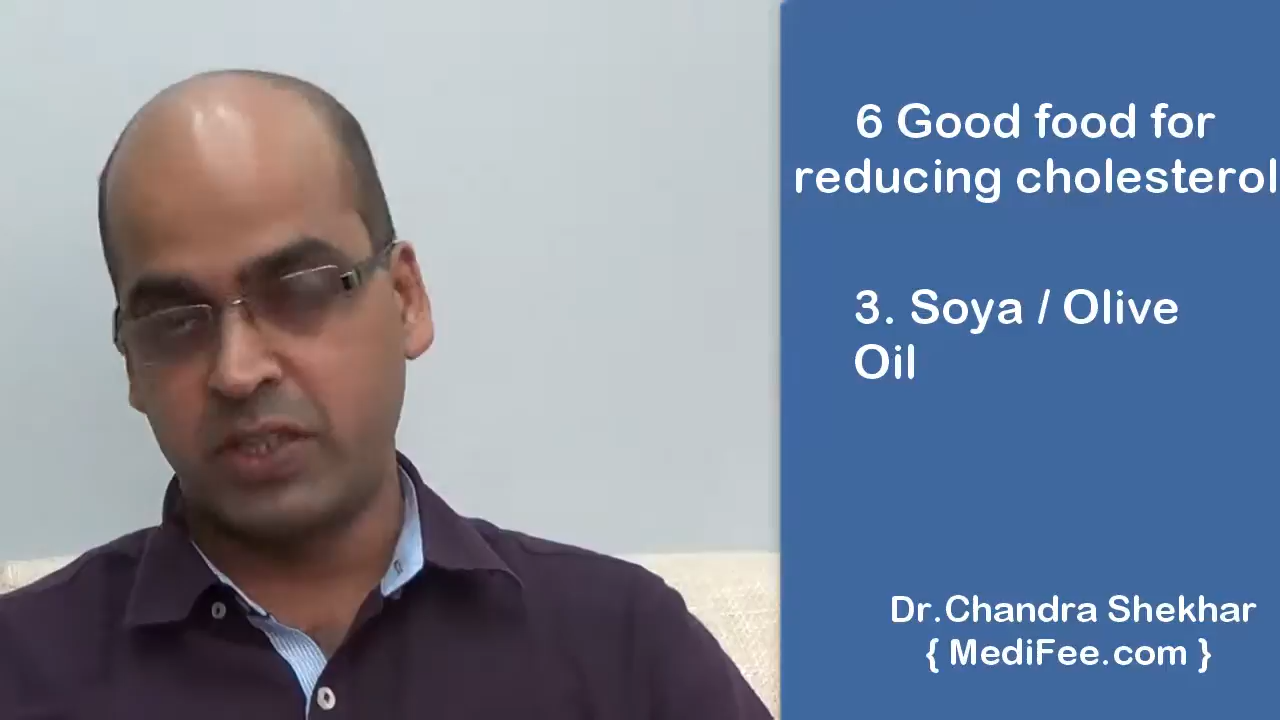 6 Good food for
reducing cholesterol
3. Soya / Olive
Oil
Dr.Chandra Shekhar
{ MediFee.com }